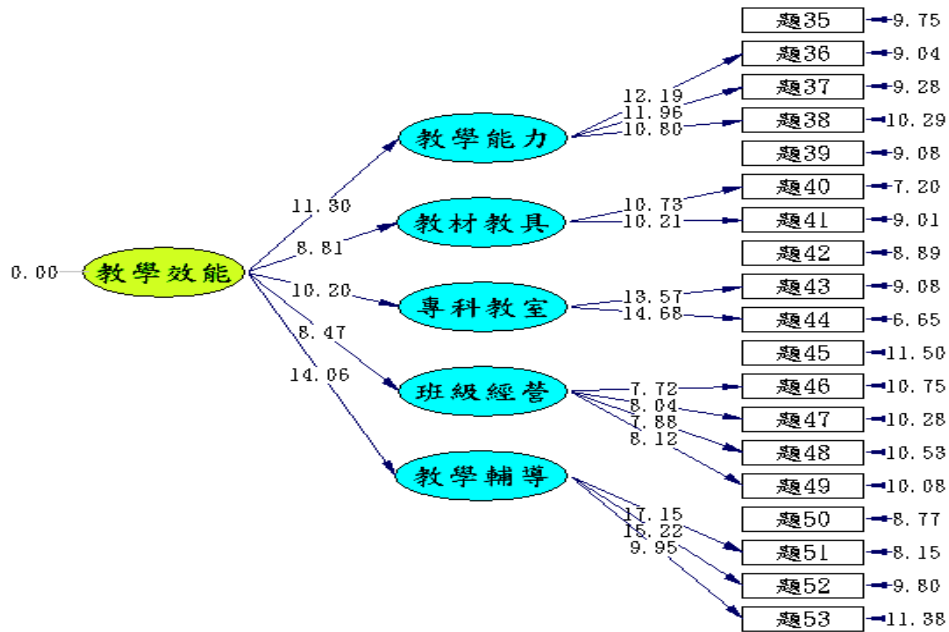 題35 9.75
題36 9.04
12.19 題37 9.28
11.96
10.80 題38 10.29
教學能力
題39 9.08
10.73 題40 7.20
11.30 教材教具 10.21 題41 9.01
8.81 題42 8.89
0.00 教學效能
10.20 13.57 題43 9.08
專科教室 14.68 題44 6.65
8.47 題45 11.50
14.06 班級經營 7.72 題46 10.75
8.04 題47 10.28
7.88
8.12 題48 10.53
教學輔導 題49 10.08
17.15 題50 8.77
15.22
9.95 題51 8.15
題52 9.80
題53 11.38